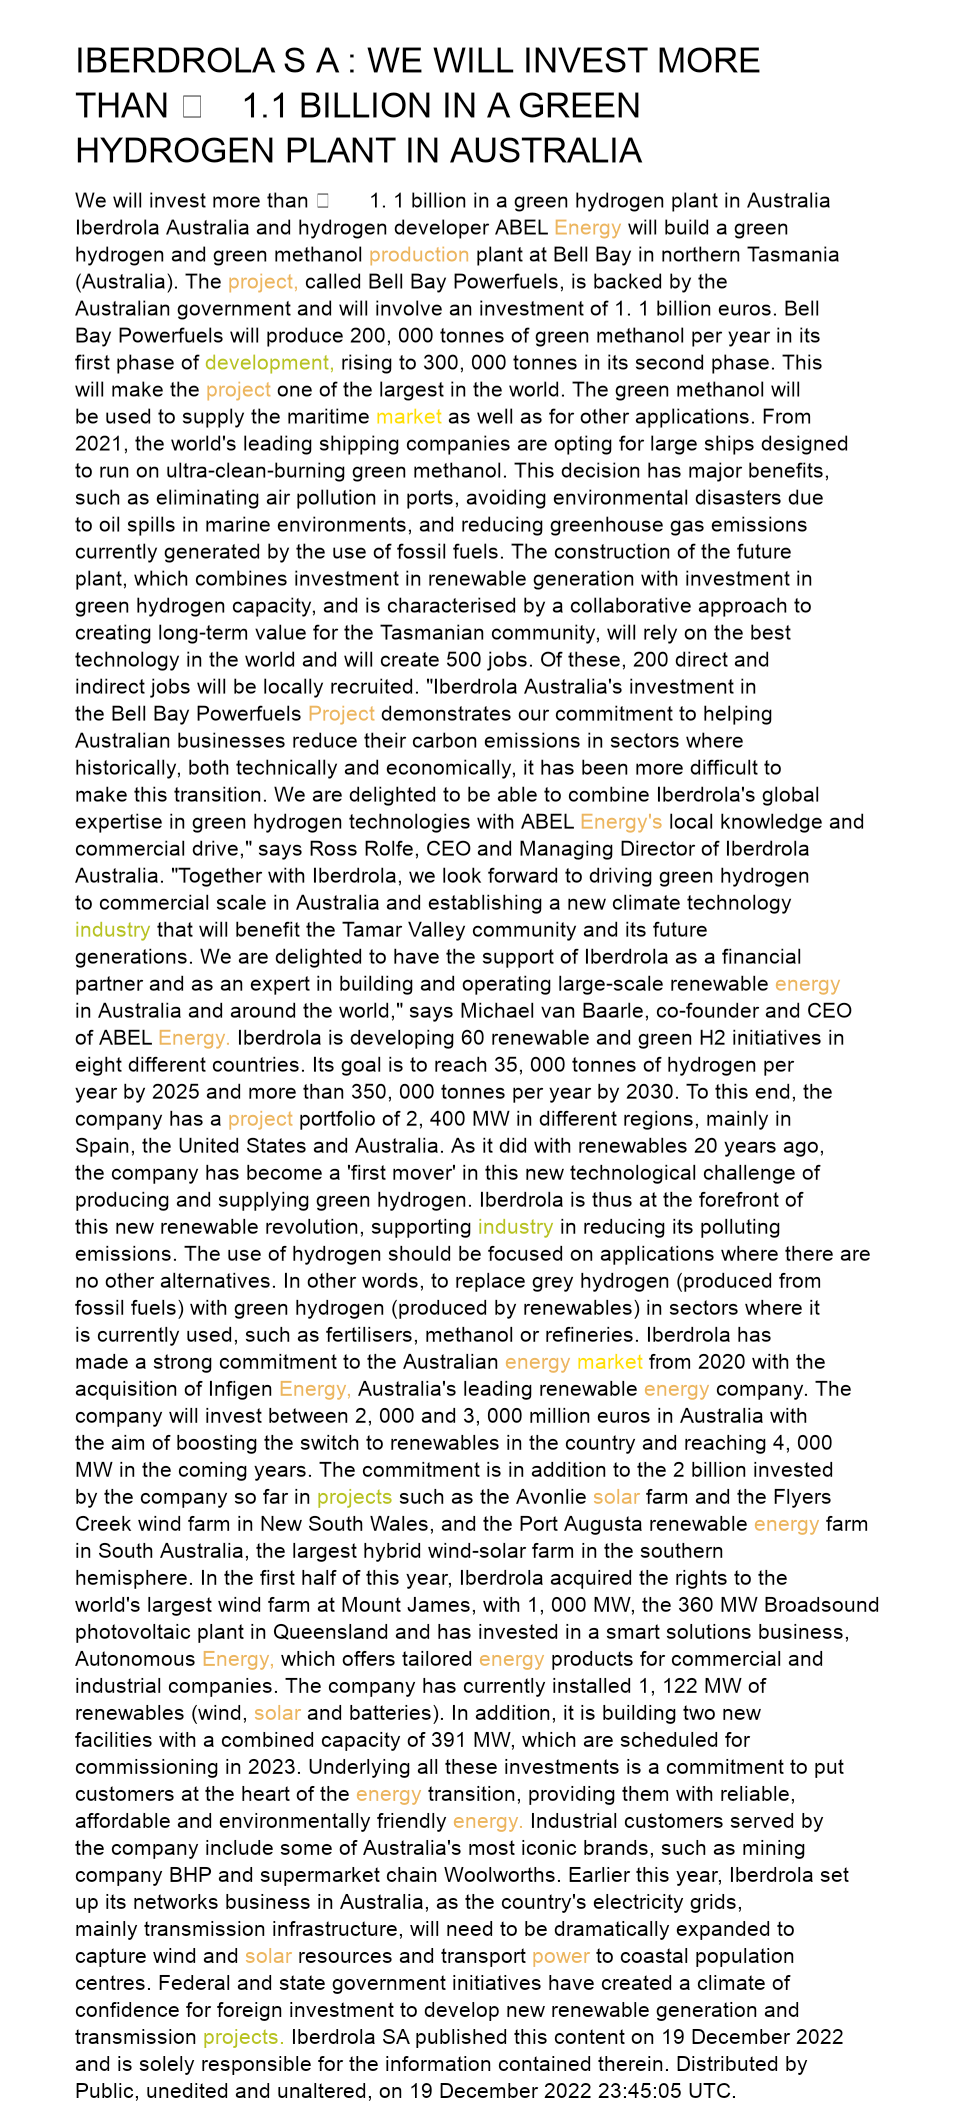 IBERDROLA S A : WE WILL INVEST MORE
THAN □ 1.1 BILLION IN A GREEN
HYDROGEN PLANT IN AUSTRALIA
We will invest more than □ 1. 1 billion in a green hydrogen plant in Australia
Iberdrola Australia and hydrogen developer ABEL Energy will build a green
hydrogen and green methanol production plant at Bell Bay in northern Tasmania
(Australia). The project, called Bell Bay Powerfuels, is backed by the
Australian government and will involve an investment of 1. 1 billion euros. Bell
Bay Powerfuels will produce 200, 000 tonnes of green methanol per year in its
first phase of development, rising to 300, 000 tonnes in its second phase. This
will make the project one of the largest in the world. The green methanol will
be used to supply the maritime market as well as for other applications. From
2021, the world's leading shipping companies are opting for large ships designed
to run on ultra-clean-burning green methanol. This decision has major benefits,
such as eliminating air pollution in ports, avoiding environmental disasters due
to oil spills in marine environments, and reducing greenhouse gas emissions
currently generated by the use of fossil fuels. The construction of the future
plant, which combines investment in renewable generation with investment in
green hydrogen capacity, and is characterised by a collaborative approach to
creating long-term value for the Tasmanian community, will rely on the best
technology in the world and will create 500 jobs. Of these, 200 direct and
indirect jobs will be locally recruited. "Iberdrola Australia's investment in
the Bell Bay Powerfuels Project demonstrates our commitment to helping
Australian businesses reduce their carbon emissions in sectors where
historically, both technically and economically, it has been more difficult to
make this transition. We are delighted to be able to combine Iberdrola's global
expertise in green hydrogen technologies with ABEL Energy's local knowledge and
commercial drive," says Ross Rolfe, CEO and Managing Director of Iberdrola
Australia. "Together with Iberdrola, we look forward to driving green hydrogen
to commercial scale in Australia and establishing a new climate technology
industry that will benefit the Tamar Valley community and its future
generations. We are delighted to have the support of Iberdrola as a financial
partner and as an expert in building and operating large-scale renewable energy
in Australia and around the world," says Michael van Baarle, co-founder and CEO
of ABEL Energy. Iberdrola is developing 60 renewable and green H2 initiatives in
eight different countries. Its goal is to reach 35, 000 tonnes of hydrogen per
year by 2025 and more than 350, 000 tonnes per year by 2030. To this end, the
company has a project portfolio of 2, 400 MW in different regions, mainly in
Spain, the United States and Australia. As it did with renewables 20 years ago,
the company has become a 'first mover' in this new technological challenge of
producing and supplying green hydrogen. Iberdrola is thus at the forefront of
this new renewable revolution, supporting industry in reducing its polluting
emissions. The use of hydrogen should be focused on applications where there are
no other alternatives. In other words, to replace grey hydrogen (produced from
fossil fuels) with green hydrogen (produced by renewables) in sectors where it
is currently used, such as fertilisers, methanol or refineries. Iberdrola has
made a strong commitment to the Australian energy market from 2020 with the
acquisition of Infigen Energy, Australia's leading renewable energy company. The
company will invest between 2, 000 and 3, 000 million euros in Australia with
the aim of boosting the switch to renewables in the country and reaching 4, 000
MW in the coming years. The commitment is in addition to the 2 billion invested
by the company so far in projects such as the Avonlie solar farm and the Flyers
Creek wind farm in New South Wales, and the Port Augusta renewable energy farm
in South Australia, the largest hybrid wind-solar farm in the southern
hemisphere. In the first half of this year, Iberdrola acquired the rights to the
world's largest wind farm at Mount James, with 1, 000 MW, the 360 MW Broadsound
photovoltaic plant in Queensland and has invested in a smart solutions business,
Autonomous Energy, which offers tailored energy products for commercial and
industrial companies. The company has currently installed 1, 122 MW of
renewables (wind, solar and batteries). In addition, it is building two new
facilities with a combined capacity of 391 MW, which are scheduled for
commissioning in 2023. Underlying all these investments is a commitment to put
customers at the heart of the energy transition, providing them with reliable,
affordable and environmentally friendly energy. Industrial customers served by
the company include some of Australia's most iconic brands, such as mining
company BHP and supermarket chain Woolworths. Earlier this year, Iberdrola set
up its networks business in Australia, as the country's electricity grids,
mainly transmission infrastructure, will need to be dramatically expanded to
capture wind and solar resources and transport power to coastal population
centres. Federal and state government initiatives have created a climate of
confidence for foreign investment to develop new renewable generation and
transmission projects. Iberdrola SA published this content on 19 December 2022
and is solely responsible for the information contained therein. Distributed by
Public, unedited and unaltered, on 19 December 2022 23:45:05 UTC.